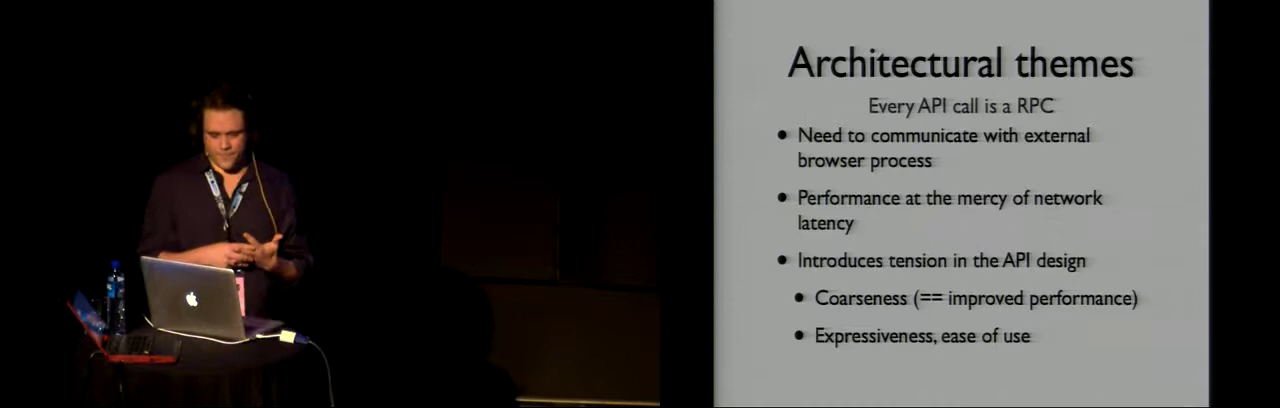 Architectural themes
Every API call is a RPC
• Need to communicate with external
browser process
• Performance at the mercy of network
latency
• Introduces tension in the API design
• Coarseness (== improved performance)
• Expressiveness, ease of use